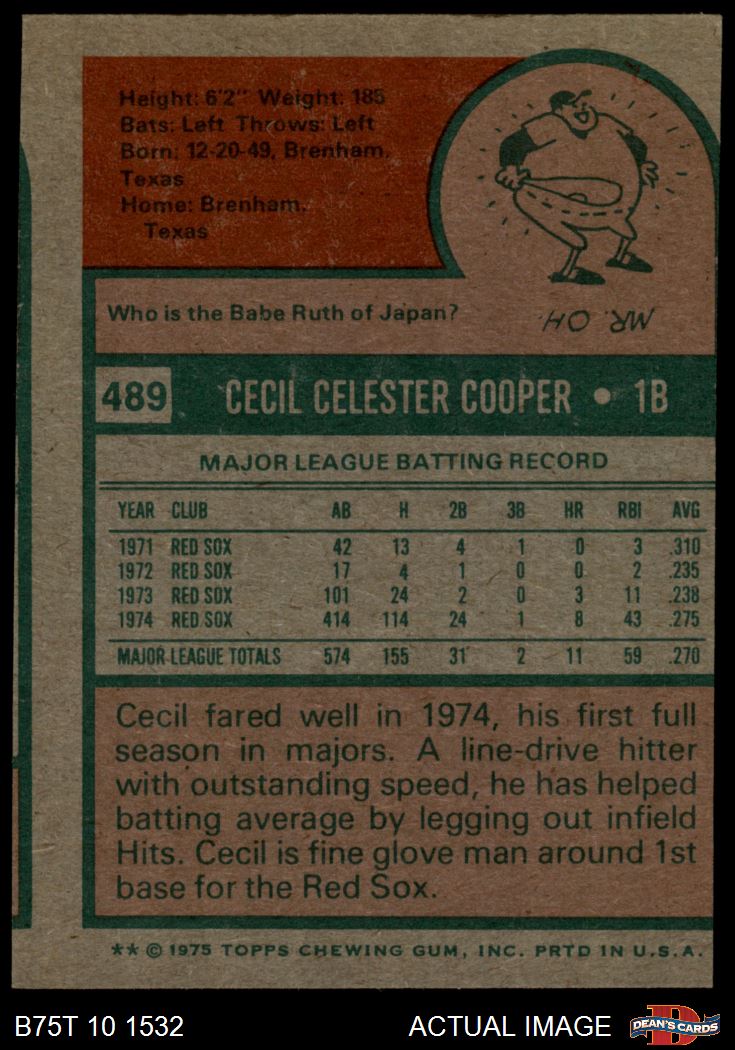 Height: 6'2" Weight: 185
Bats: Left Throws: Left
Born: 12-20-49, Brenham,
Texas
Home: Brenham,
Texas
Who is the Babe Ruth of Japan?
MR. OH.
489 CECIL CELESTER COOPER • 1B
MAJOR LEAGUE BATTING RECORD
YEAR CLUB AB H 2B 3B HR RBI AVG
1971 RED SOX 42 13 4 1 0 3 .310
1972 RED SOX 17 4 1 0 0 2 .235
1973 RED SOX 101 24 2 0 3 11 .238
1974 RED SOX 414 114 24 1 8 43 .275
MAJOR LEAGUE TOTALS 574 155 31 2 11 59 .270
Cecil fared well in 1974, his first full
season in majors. A line-drive hitter
with outstanding speed, he has helped
batting average by legging out infield
Hits. Cecil is fine glove man around 1st
base for the Red Sox.
** © 1975 TOPPS CHEWING GUM, INC. PRTD IN U.S.A.
B75T 10 1532 ACTUAL IMAGE DEAN'S CARDS